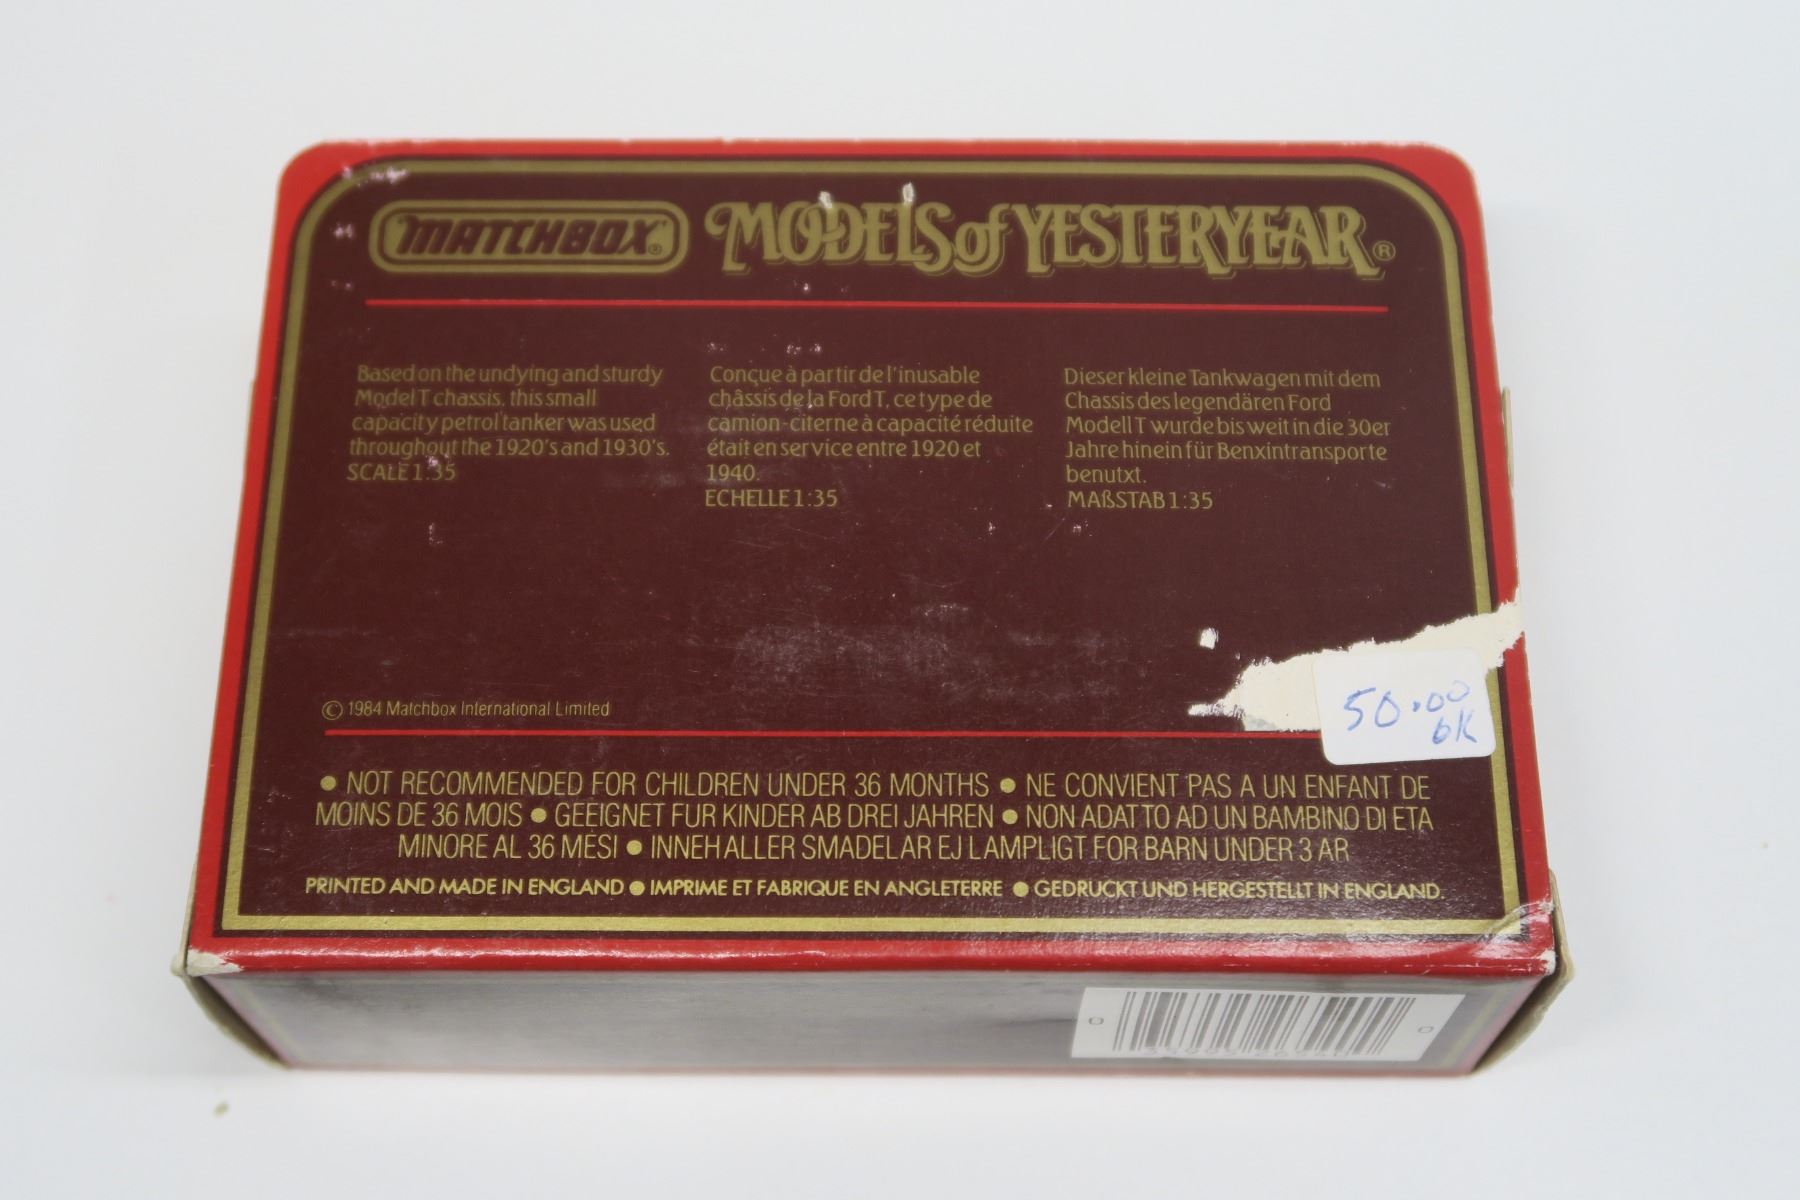 MATCHBOX® MODELS of YESTERYEAR®
Based on the undying and sturdy
Model T chassis, this small
capacity petrol tanker was used
throughout the 1920's and 1930's.
SCALE 1:35
Conçue à partir de l'inusable
châssis de la Ford T, ce type de
camion-citerne à capacité réduite
était en service entre 1920 et
1940.
ECHELLE 1:35
Dieser kleine Tankwagen mit dem
Chassis des legendären Ford
Modell T wurde bis weit in die 30er
Jahre hinein für Benxintransporte
benutxt.
MAßSTAB 1:35
© 1984 Matchbox International Limited
50.00
6K
• NOT RECOMMENDED FOR CHILDREN UNDER 36 MONTHS • NE CONVIENT PAS A UN ENFANT DE
MOINS DE 36 MOIS • GEEIGNET FUR KINDER AB DREI JAHREN • NON ADATTO AD UN BAMBINO DI ETA
MINORE AL 36 MESI • INNEHALLER SMADELAR EJ LAMPLIGT FOR BARN UNDER 3 AR
PRINTED AND MADE IN ENGLAND • IMPRIME ET FABRIQUE EN ANGLETERRE • GEDRUCKT UND HERGESTELLT IN ENGLAND.
0 0